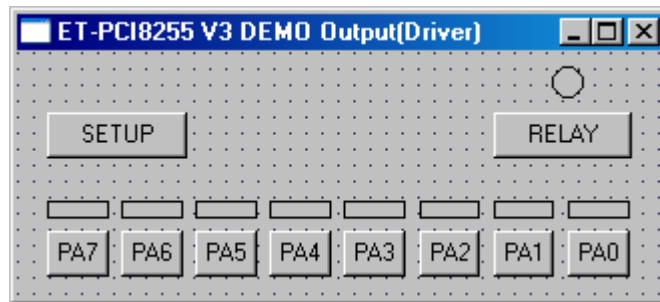 ET-PCI8255 V3 DEMO Output(Driver)
SETUP RELAY
PA7 PA6 PA5 PA4 PA3 PA2 PA1 PA0